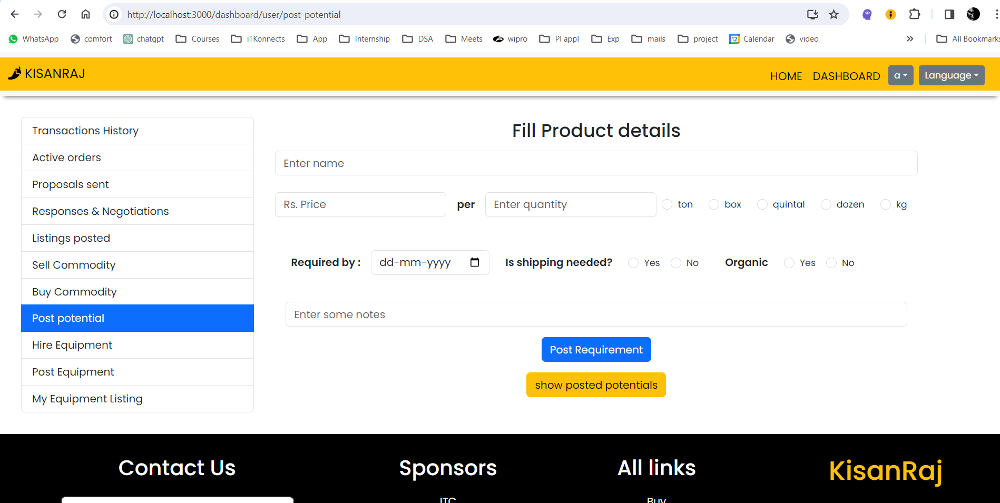 http://localhost:3000/dashboard/user/post-potential
WhatsApp comfort chatgpt Courses iTKonnects App Internship DSA Meets wipro PI appl Exp mails project 12 Calendar video » All Bookmarks
KISANRAJ
HOME DASHBOARD a Language
Transactions History
Active orders
Proposals sent
Responses & Negotiations
Listings posted
Sell Commodity
Buy Commodity
Post potential
Hire Equipment
Post Equipment
My Equipment Listing
Fill Product details
Enter name
Rs. Price per Enter quantity ton box quintal dozen kg
Required by : dd-mm-yyyy Is shipping needed? Yes No Organic Yes No
Enter some notes
Post Requirement
show posted potentials
Contact Us Sponsors All links KisanRaj
ITC Buy